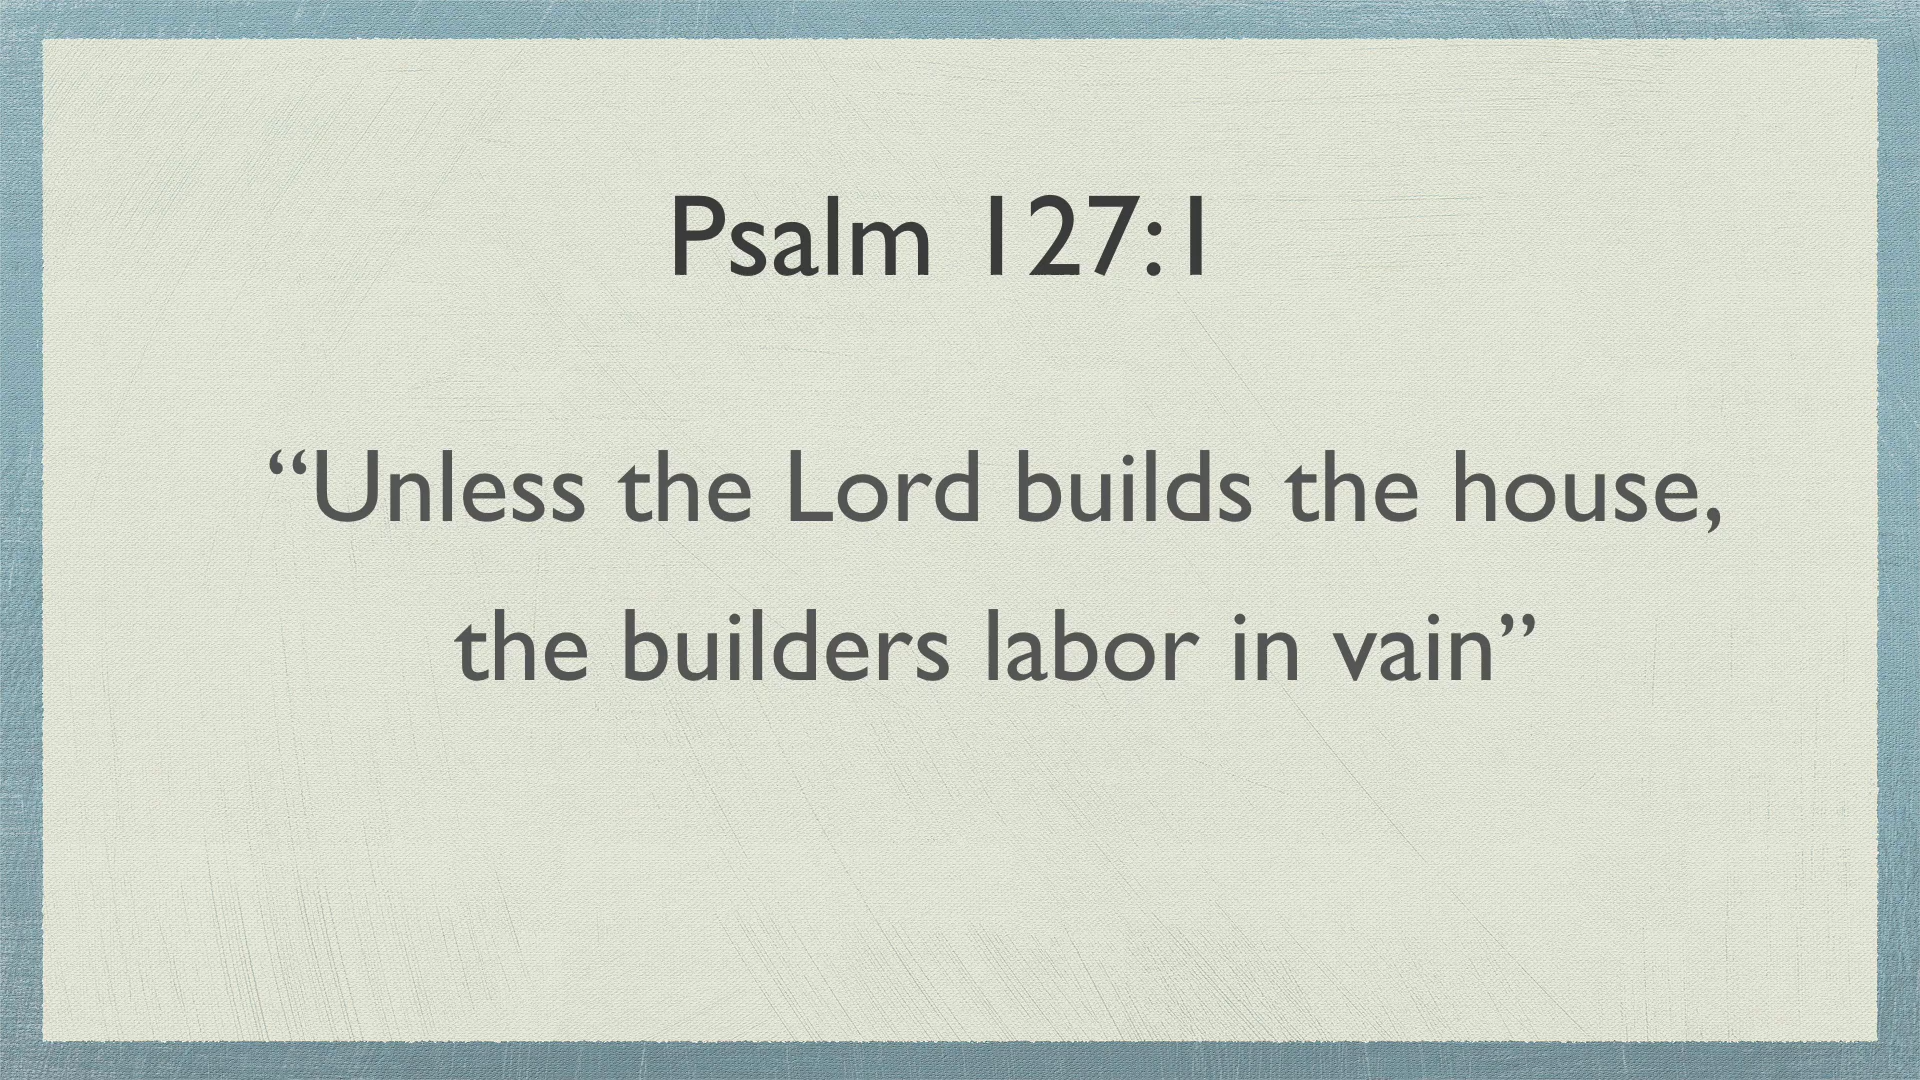 Psalm 127:1
“Unless the Lord builds the house,
the builders labor in vain”